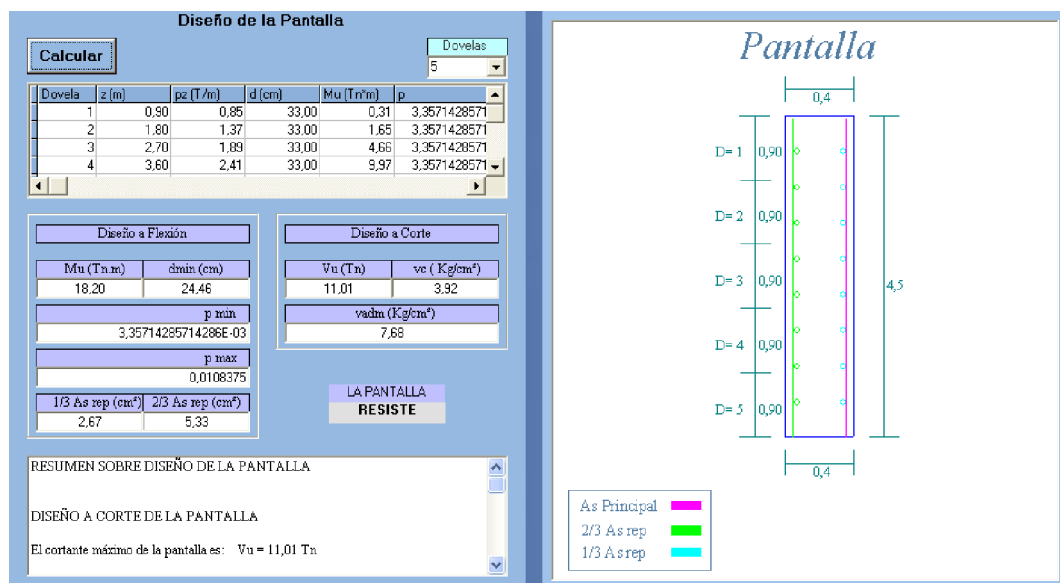 Diseño de la Pantalla
Calcular
Dovelas
5
Dovela z (m) pz (T/m) d (cm) Mu (Tn*m) p
1 0,90 0,85 33,00 0,31 3,3571428571
2 1,80 1,37 33,00 1,65 3,3571428571
3 2,70 1,89 33,00 4,66 3,3571428571
4 3,60 2,41 33,00 9,97 3,3571428571
Diseño a Flexión
Mu (Tn.m) dmin (cm)
18,20 24,46
p min
3,35714285714286E-03
p max
0,0108375
1/3 As rep (cm²) 2/3 As rep (cm²)
2,67 5,33
Diseño a Corte
Vu (Tn) vc ( Kg/cm²)
11,01 3,92
vadm (Kg/cm²)
7,68
LA PANTALLA
RESISTE
RESUMEN SOBRE DISEÑO DE LA PANTALLA
DISEÑO A CORTE DE LA PANTALLA
El cortante máximo de la pantalla es: Vu = 11,01 Tn
Pantalla
0,4
D= 1 0,90
D= 2 0,90
D= 3 0,90
4,5
D= 4 0,90
D= 5 0,90
0,4
As Principal
2/3 As rep
1/3 As rep